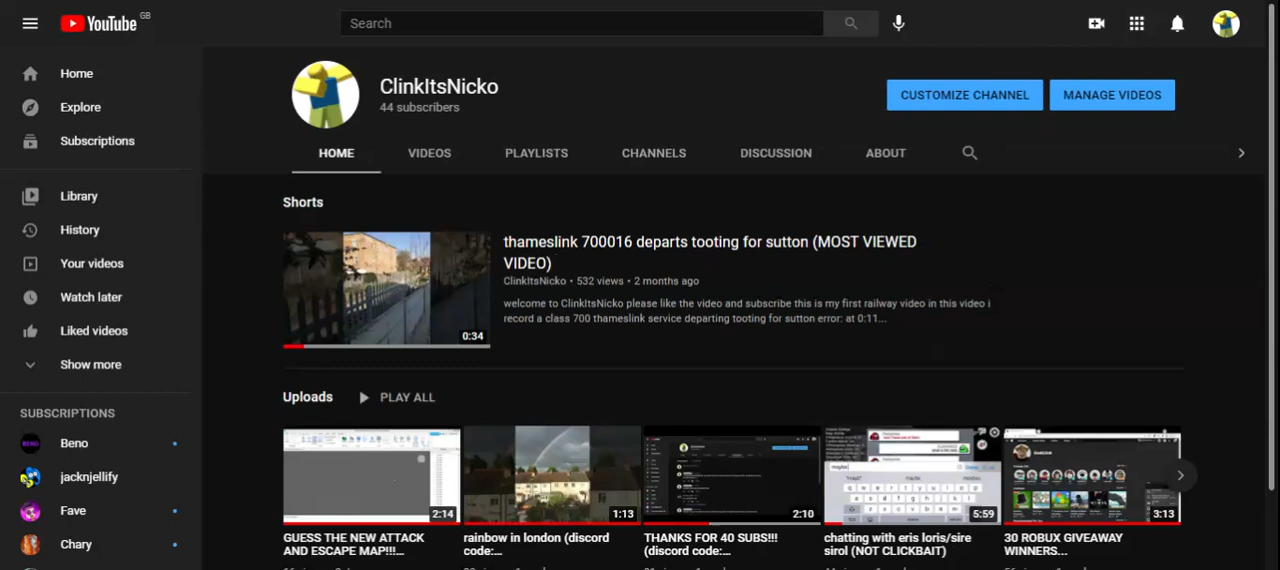 YouTube GB
Search
Home
Explore
Subscriptions
Library
History
Your videos
Watch later
Liked videos
Show more
SUBSCRIPTIONS
Beno
jacknjellify
Fave
Chary
ClinkItsNicko
44 subscribers
CUSTOMIZE CHANNEL
MANAGE VIDEOS
HOME VIDEOS PLAYLISTS CHANNELS DISCUSSION ABOUT
Shorts
0:34
thameslink 700016 departs tooting for sutton (MOST VIEWED
VIDEO)
ClinkItsNicko • 532 views • 2 months ago
welcome to ClinkItsNicko please like the video and subscribe this is my first railway video in this video i
record a class 700 thameslink service departing tooting for sutton error: at 0:11...
Uploads PLAY ALL
2:14
GUESS THE NEW ATTACK
AND ESCAPE MAP!!!...
1:13
rainbow in london (discord
code:...
2:10
THANKS FOR 40 SUBS!!!
(discord code:...
5:59
chatting with eris loris/sire
sirol (NOT CLICKBAIT)
3:13
30 ROBUX GIVEAWAY
WINNERS...